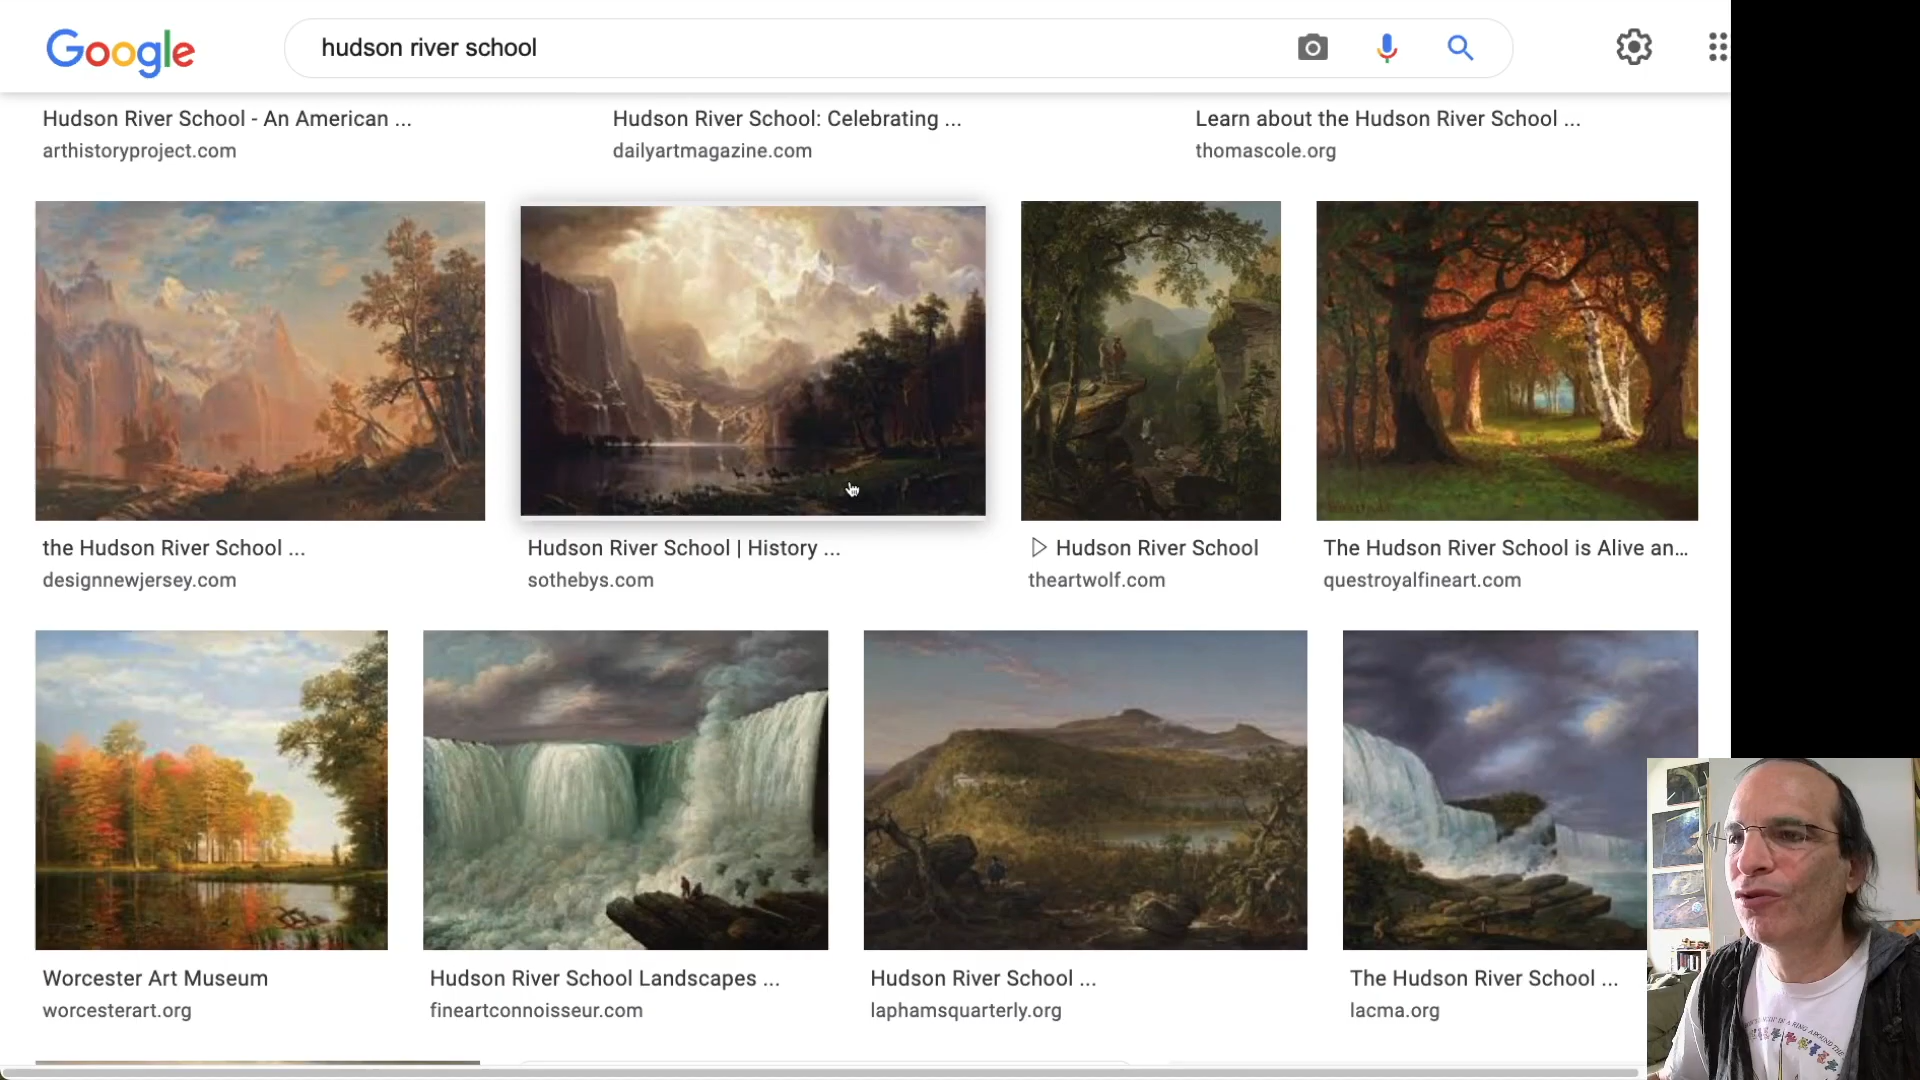 Google
hudson river school
Hudson River School - An American ...
arthistoryproject.com
Hudson River School: Celebrating ...
dailyartmagazine.com
Learn about the Hudson River School ...
thomascole.org
the Hudson River School ...
designnewjersey.com
Hudson River School | History ...
sothebys.com
Hudson River School
theartwolf.com
The Hudson River School is Alive an...
questroyalfineart.com
Worcester Art Museum
worcesterart.org
Hudson River School Landscapes ...
fineartconnoisseur.com
Hudson River School ...
laphamsquarterly.org
The Hudson River School ...
lacma.org